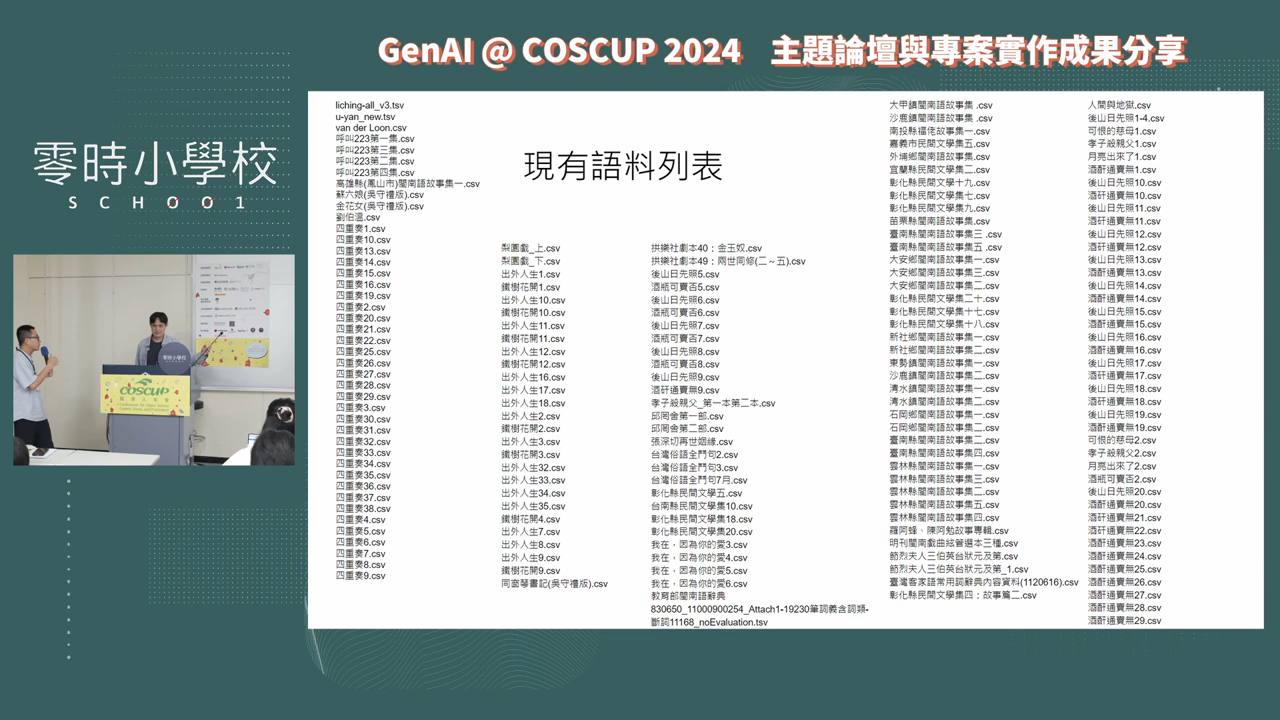 GenAI @ COSCUP 2024　主題論壇與專案實作成果分享
零時小學校
SCHOO1
零時小學校
COSCUP
現有語料列表
liching-all_v3.tsv
u-yan_new.tsv
van der Loon.csv
呼叫223第一集.csv
呼叫223第三集.csv
呼叫223第二集.csv
呼叫223第四集.csv
高雄縣(鳳山市)閩南語故事集一.csv
蘇六娘(吳守禮版).csv
金花女(吳守禮版).csv
劉伯溫.csv
四重奏1.csv
四重奏10.csv
四重奏13.csv
四重奏14.csv
四重奏15.csv
四重奏16.csv
四重奏19.csv
四重奏2.csv
四重奏20.csv
四重奏21.csv
四重奏22.csv
四重奏25.csv
四重奏26.csv
四重奏27.csv
四重奏28.csv
四重奏29.csv
四重奏3.csv
四重奏30.csv
四重奏31.csv
四重奏32.csv
四重奏33.csv
四重奏34.csv
四重奏35.csv
四重奏36.csv
四重奏37.csv
四重奏38.csv
四重奏4.csv
四重奏5.csv
四重奏6.csv
四重奏7.csv
四重奏8.csv
四重奏9.csv
梨園戲_上.csv
梨園戲_下.csv
出外人生1.csv
鐵樹花開1.csv
出外人生10.csv
鐵樹花開10.csv
出外人生11.csv
鐵樹花開11.csv
出外人生12.csv
鐵樹花開12.csv
出外人生16.csv
出外人生17.csv
出外人生18.csv
出外人生2.csv
鐵樹花開2.csv
出外人生3.csv
鐵樹花開3.csv
出外人生32.csv
出外人生33.csv
出外人生34.csv
出外人生35.csv
鐵樹花開4.csv
出外人生7.csv
出外人生8.csv
出外人生9.csv
鐵樹花開9.csv
同窗琴書記(吳守禮版).csv
拱樂社劇本40：金玉奴.csv
拱樂社劇本49：兩世同修(二～五).csv
後山日先照5.csv
酒瓶可賣否5.csv
後山日先照6.csv
酒瓶可賣否6.csv
後山日先照7.csv
酒瓶可賣否7.csv
後山日先照8.csv
酒瓶可賣否8.csv
後山日先照9.csv
酒矸通賣無9.csv
孝子殺親父_第一本第二本.csv
邱罔舍第一部.csv
邱罔舍第二部.csv
張深切再世姻緣.csv
台灣俗語全鬥句2.csv
台灣俗語全鬥句3.csv
台灣俗語全鬥句7月.csv
彰化縣民間文學五.csv
台南縣民間文學集10.csv
彰化縣民間文學集18.csv
彰化縣民間文學集20.csv
我在，因為你的愛3.csv
我在，因為你的愛4.csv
我在，因為你的愛5.csv
我在，因為你的愛6.csv
教育部閩南語辭典
830650_11000900254_Attach1-19230筆詞義含詞類-
斷詞11168_noEvaluation.tsv
大甲鎮閩南語故事集 .csv
沙鹿鎮閩南語故事集 .csv
南投縣福佬故事集一.csv
嘉義市民間文學集五.csv
外埔鄉閩南語故事集.csv
宜蘭縣民間文學集二.csv
彰化縣民間文學十九.csv
彰化縣民間文學集七.csv
彰化縣民間文學集九.csv
苗栗縣閩南語故事集.csv
臺南縣閩南語故事集三 .csv
臺南縣閩南語故事集五 .csv
大安鄉閩南語故事集一.csv
大安鄉閩南語故事集三.csv
大安鄉閩南語故事集二.csv
彰化縣民間文學集二十.csv
彰化縣民間文學集十七.csv
彰化縣民間文學集十八.csv
新社鄉閩南語故事集一.csv
新社鄉閩南語故事集二.csv
東勢鎮閩南語故事集一.csv
沙鹿鎮閩南語故事集二.csv
清水鎮閩南語故事集一.csv
清水鎮閩南語故事集二.csv
石岡鄉閩南語故事集一.csv
石岡鄉閩南語故事集二.csv
臺南縣閩南語故事集二.csv
臺南縣閩南語故事集四.csv
雲林縣閩南語故事集一.csv
雲林縣閩南語故事集三.csv
雲林縣閩南語故事集二.csv
雲林縣閩南語故事集五.csv
雲林縣閩南語故事集四.csv
羅阿蜂、陳阿勉故事專輯.csv
明刊閩南戲曲絃管選本三種.csv
節烈夫人三伯英台狀元及第.csv
節烈夫人三伯英台狀元及第_1.csv
臺灣客家語常用詞辭典內容資料(1120616).csv
彰化縣民間文學集四：故事篇二.csv
人間與地獄.csv
後山日先照1-4.csv
可恨的慈母1.csv
孝子殺親父1.csv
月亮出來了1.csv
酒矸通賣無1.csv
後山日先照10.csv
酒矸通賣無10.csv
後山日先照11.csv
酒矸通賣無11.csv
後山日先照12.csv
酒矸通賣無12.csv
後山日先照13.csv
酒矸通賣無13.csv
後山日先照14.csv
酒酐通賣無14.csv
後山日先照15.csv
酒酐通賣無15.csv
後山日先照16.csv
酒酐通賣無16.csv
後山日先照17.csv
酒矸通賣無17.csv
後山日先照18.csv
酒矸通賣無18.csv
後山日先照19.csv
酒酐通賣無19.csv
可恨的慈母2.csv
孝子殺親父2.csv
月亮出來了2.csv
酒瓶可賣否2.csv
後山日先照20.csv
酒酐通賣無20.csv
酒矸通賣無21.csv
酒矸通賣無22.csv
酒酐通賣無23.csv
酒酐通賣無24.csv
酒酐通賣無25.csv
酒酐通賣無26.csv
酒酐通賣無27.csv
酒酐通賣無28.csv
酒酐通賣無29.csv